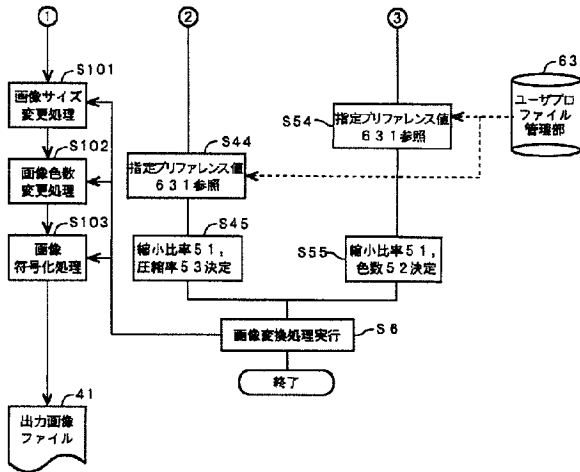 ①
②
③
S101
画像サイズ
変更処理
S102
画像色数
変更処理
S103
画像
符号化処理
41
出力画像
ファイル
S44
指定プリファレンス値
631参照
S45
縮小比率51,
圧縮率53決定
S54
指定プリファレンス値
631参照
S55
縮小比率51,
色数52決定
63
ユーザプロ
ファイル
管理部
S6
画像変換処理実行
終了